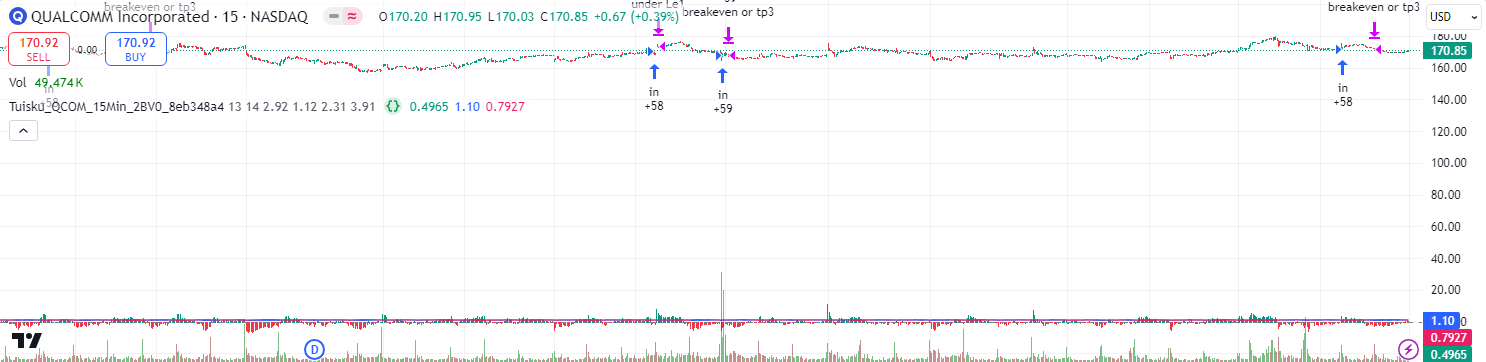 breakeven or tp3
under Le1
breakeven or tp3
breakeven or tp3
QUALCOMM Incorporated · 15 · NASDAQ
O170.20 H170.95 L170.03 C170.85 +0.67 (+0.39%)
USD
180.00
170.92
SELL
0.00
170.92
BUY
170.85
160.00
Vol 49.474K
in
+58
in
+58
in
+59
in
+58
Tuisku_QCOM_15Min_2BV0_8eb348a4 13 14 2.92 1.12 2.31 3.91 {} 0.4965 1.10 0.7927
140.00
120.00
100.00
80.00
60.00
40.00
20.00
1.10
0.7927
0.4965
D